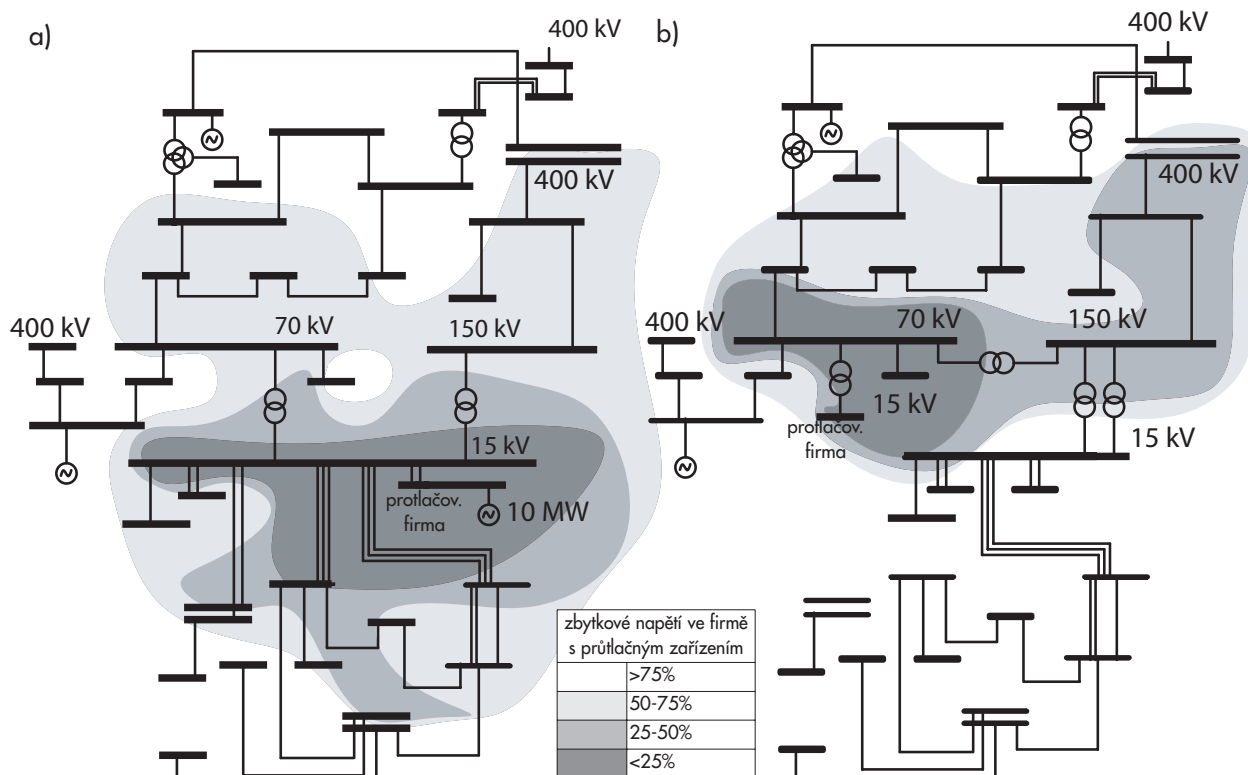 a)
400 kV
400 kV
400 kV
70 kV
150 kV
15 kV
protlačov.
firma
10 MW
b)
400 kV
400 kV
400 kV
70 kV
150 kV
15 kV
protlačov.
firma
15 kV
zbytkové napětí ve firmě
s průtlačným zařízením
>75%
50-75%
25-50%
<25%